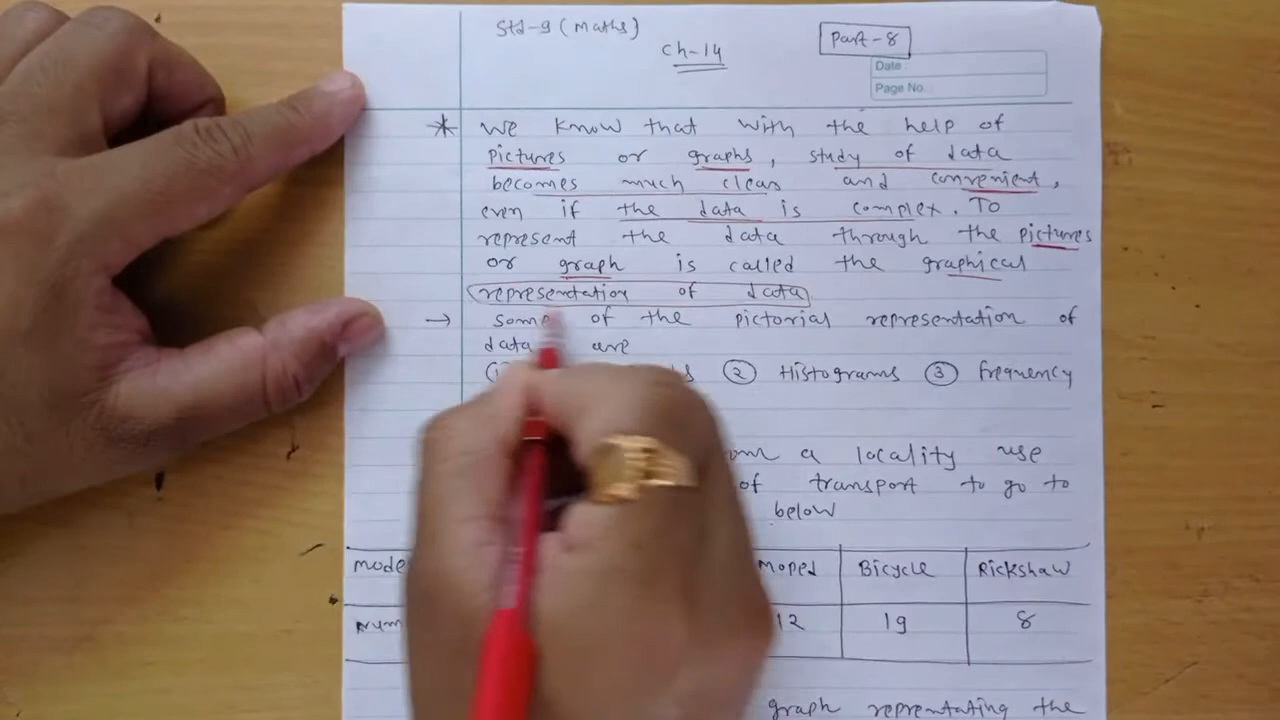 Std-9 (Maths)
Part-8
Ch-14
Date :
Page No.
* We know that with the help of
pictures or graphs, study of data
becomes much clear and convenient,
even if the data is complex. To
represent the data through the pictures
or graph is called the graphical
representation of data
→ Some of the pictorial representation of
data are
② Histograms ③ frequency
a locality use
of transport to go to
below
Mode Moped Bicycle Rickshaw
Num 12 19 8
graph reprentating the